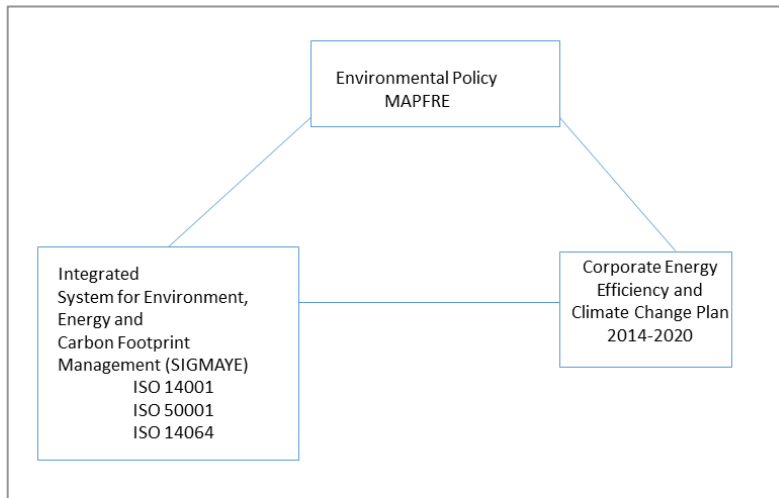 Environmental Policy
MAPFRE
Integrated
System for Environment,
Energy and
Carbon Footprint
Management (SIGMAYE)
ISO 14001
ISO 50001
ISO 14064
Corporate Energy
Efficiency and
Climate Change Plan
2014-2020